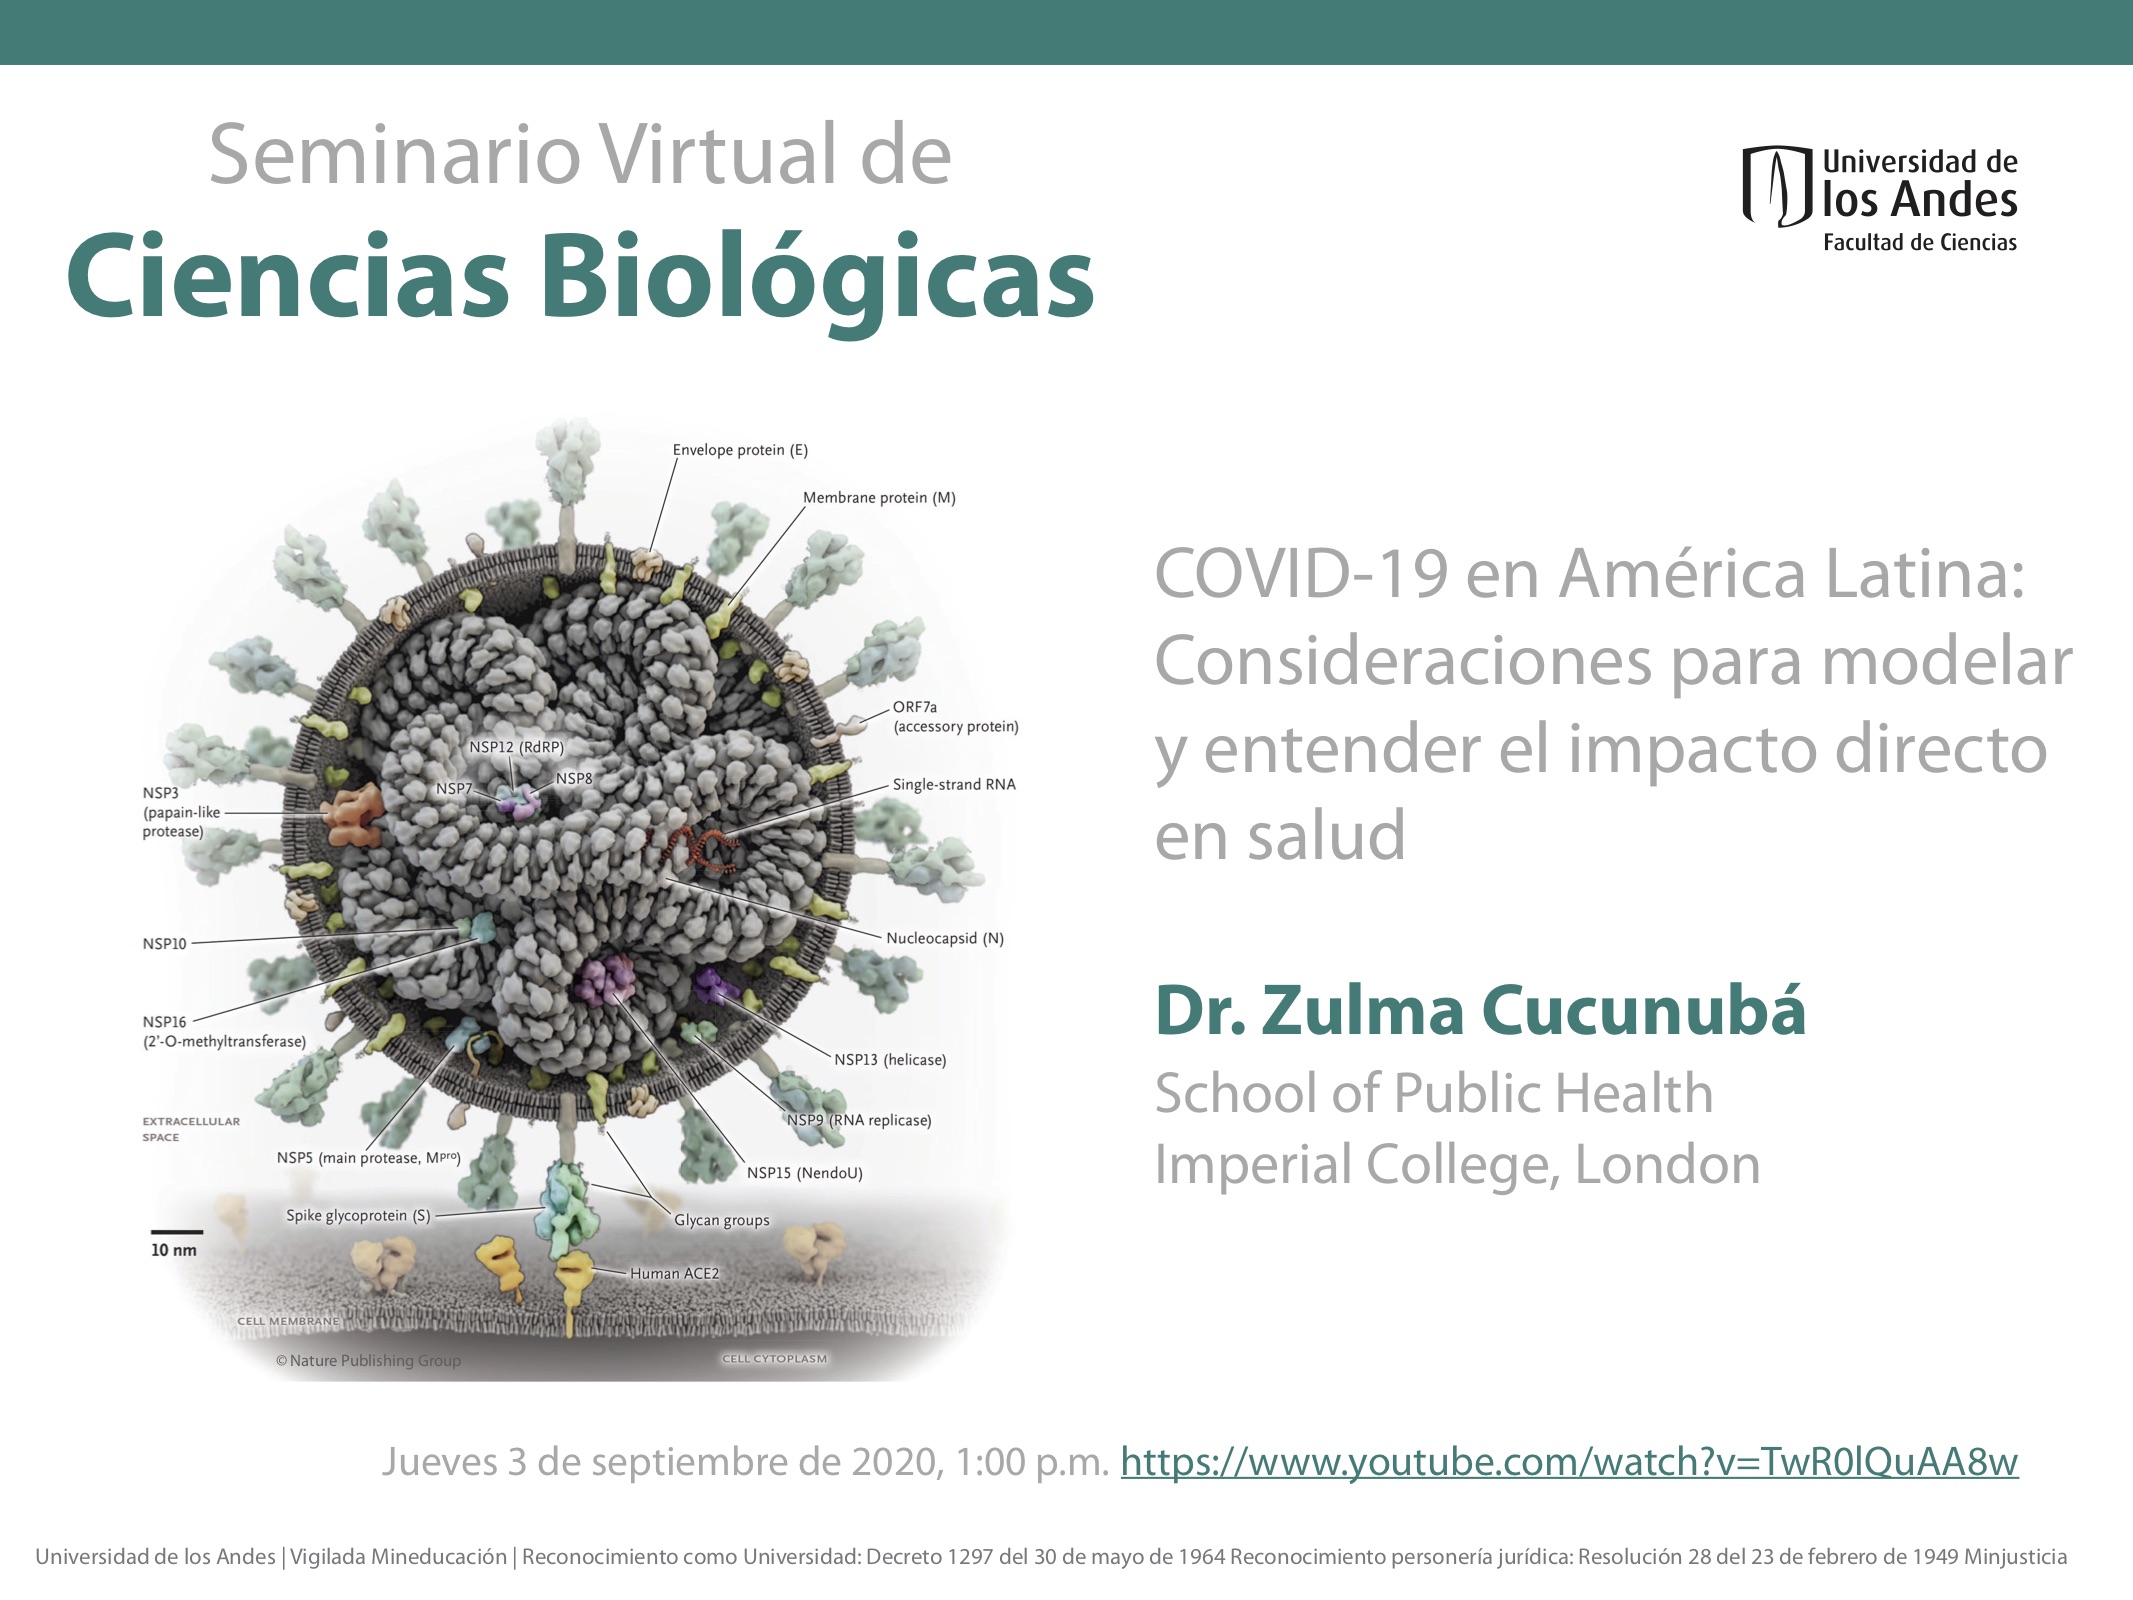 Seminario Virtual de
Ciencias Biológicas
Universidad de
los Andes
Facultad de Ciencias
Envelope protein (E)
Membrane protein (M)
ORF7a
(accessory protein)
NSP12 (RdRP)
NSP8
NSP7
Single-strand RNA
NSP3
(papain-like
protease)
Nucleocapsid (N)
NSP10
NSP16
(2'-O-methyltransferase)
NSP13 (helicase)
NSP9 (RNA replicase)
EXTRACELLULAR
SPACE
NSP5 (main protease, Mpro)
NSP15 (NendoU)
Spike glycoprotein (S)
Glycan groups
10 nm
Human ACE2
CELL MEMBRANE
© Nature Publishing Group
CELL CYTOPLASM
COVID-19 en América Latina:
Consideraciones para modelar
y entender el impacto directo
en salud
Dr. Zulma Cucunubá
School of Public Health
Imperial College, London
Jueves 3 de septiembre de 2020, 1:00 p.m. https://www.youtube.com/watch?v=TwR0lQuAA8w
Universidad de los Andes | Vigilada Mineducación | Reconocimiento como Universidad: Decreto 1297 del 30 de mayo de 1964 Reconocimiento personería jurídica: Resolución 28 del 23 de febrero de 1949 Minjusticia